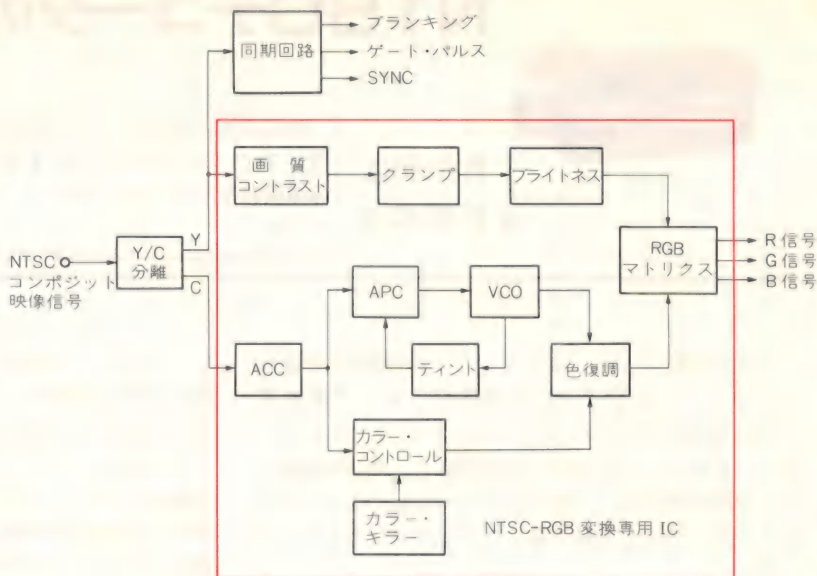 同期回路
ブランキング
ゲート・パルス
SYNC
画 質
コントラスト
クランプ
ブライトネス
NTSC
コンポジット
映像信号
Y/C
分離
Y
C
RGB
マトリクス
R信号
G信号
B信号
APC
VCO
ACC
ティント
色復調
カラー・
コントロール
カラー・
キラー
NTSC-RGB 変換専用 IC